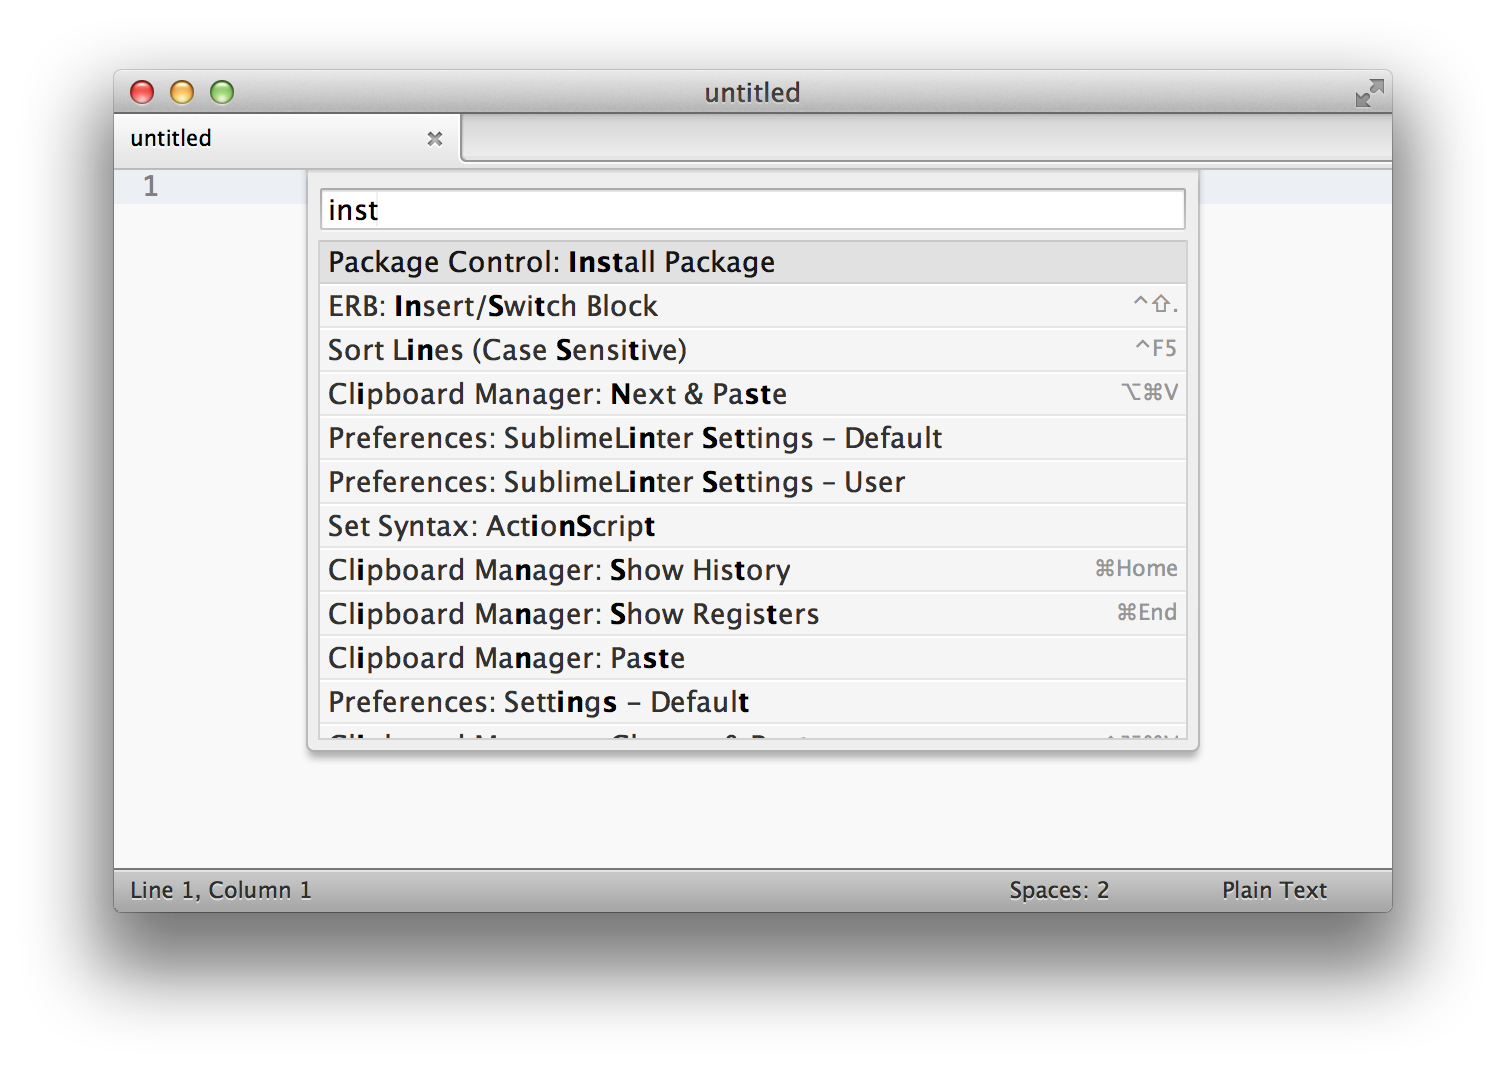 untitled
untitled
1
inst
Package Control: Install Package
ERB: Insert/Switch Block ^⇧.
Sort Lines (Case Sensitive) ^F5
Clipboard Manager: Next & Paste ⌥⌘V
Preferences: SublimeLinter Settings – Default
Preferences: SublimeLinter Settings – User
Set Syntax: ActionScript
Clipboard Manager: Show History ⌘Home
Clipboard Manager: Show Registers ⌘End
Clipboard Manager: Paste
Preferences: Settings – Default
Line 1, Column 1 Spaces: 2 Plain Text